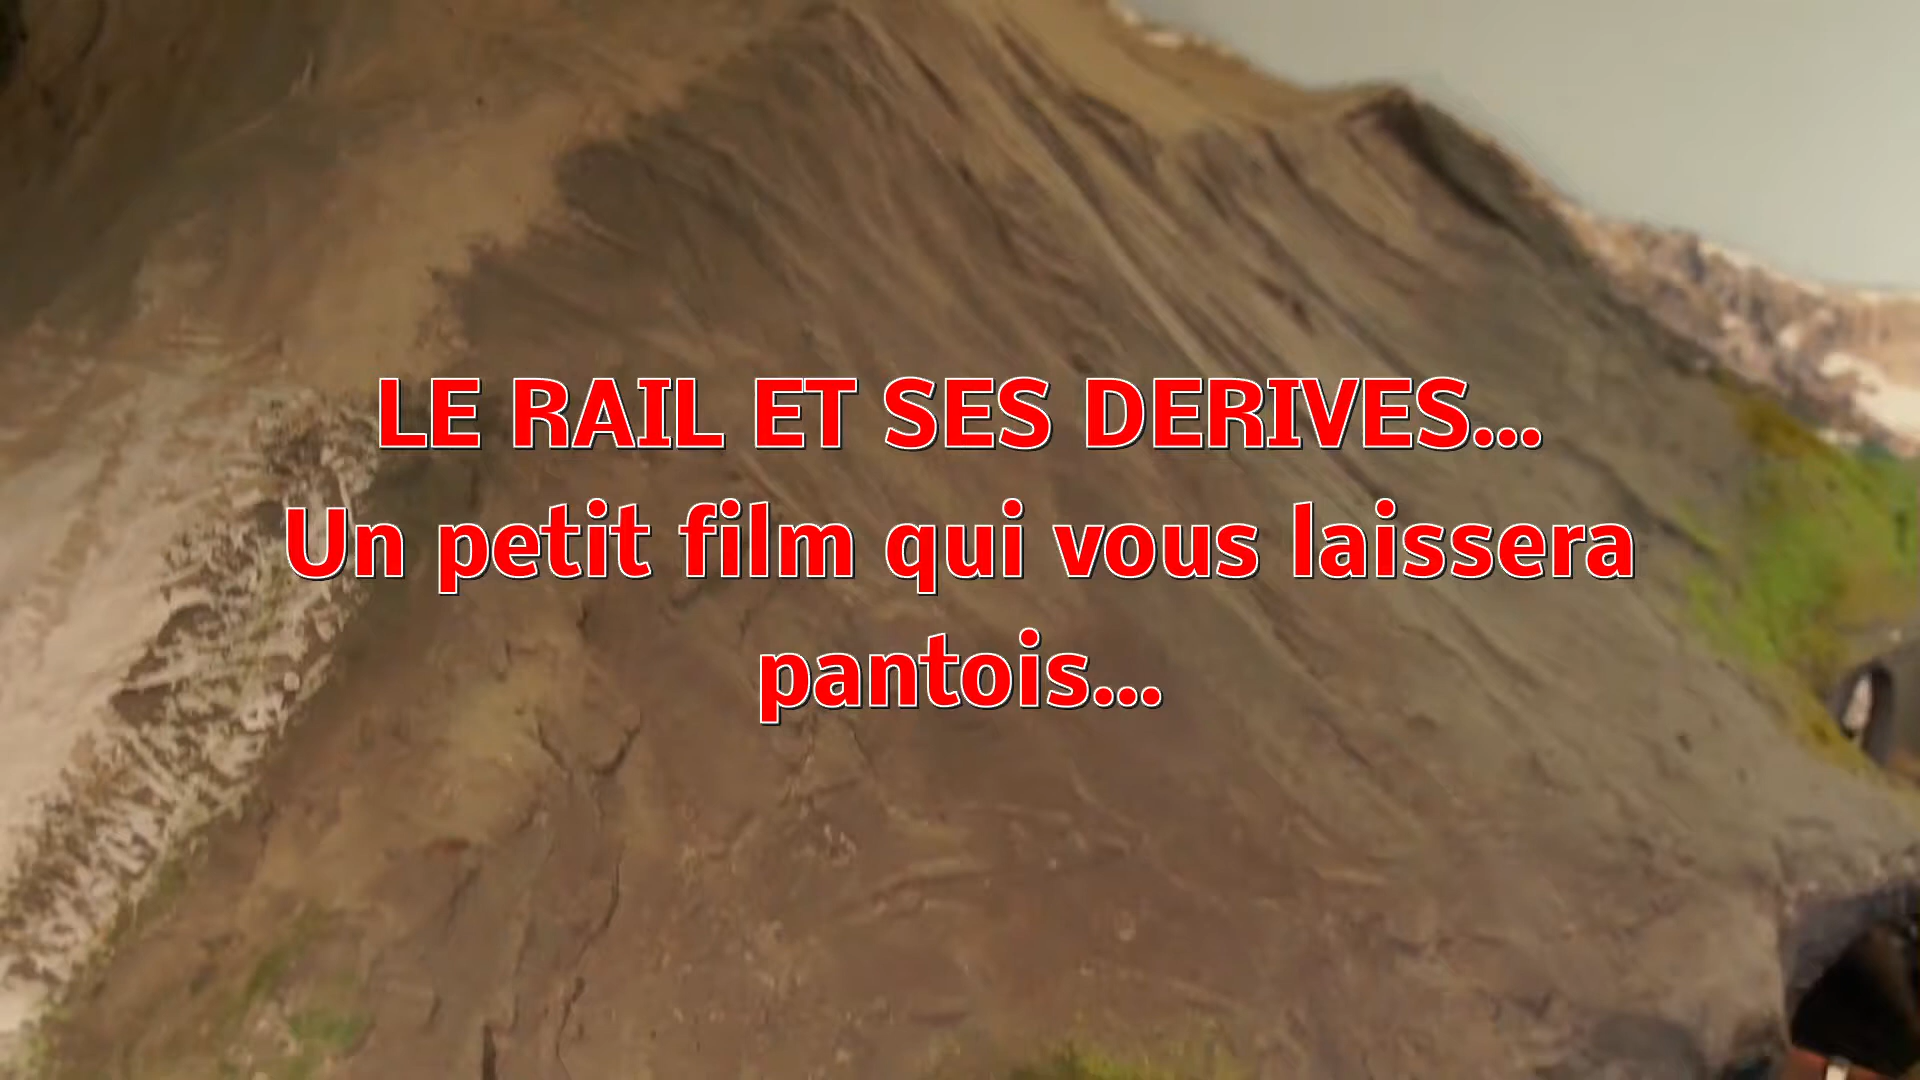 LE RAIL ET SES DERIVES...
Un petit film qui vous laissera
pantois...